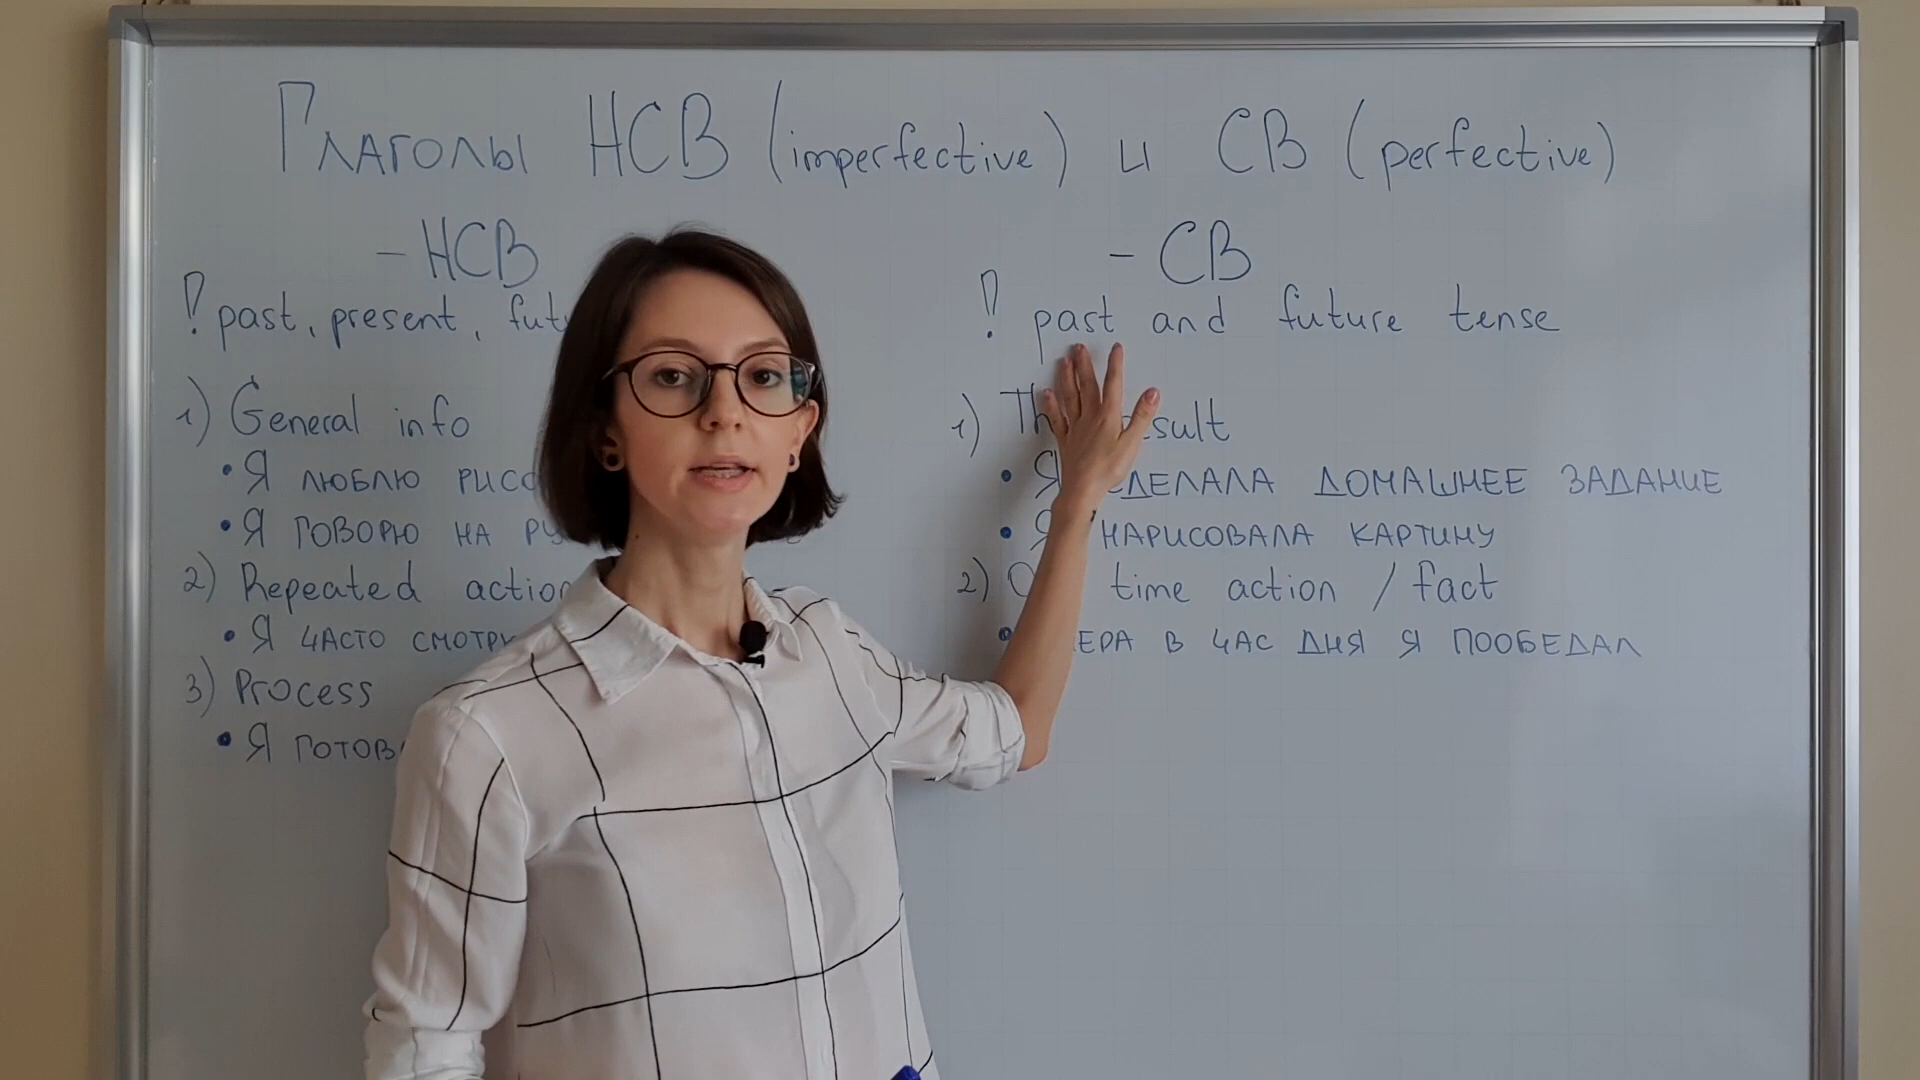 Глаголы НСВ (imperfective) и СВ (perfective)
- НСВ
! past, present,
1) General info
• Я люблю
• Я говорю на
2) Repeated
• Я часто
3) Process
• Я
- СВ
! past and future tense
1)
• Я сделала домашнее задание
• Я нарисовала картину
2) time action / fact
• в час дня я пообедал